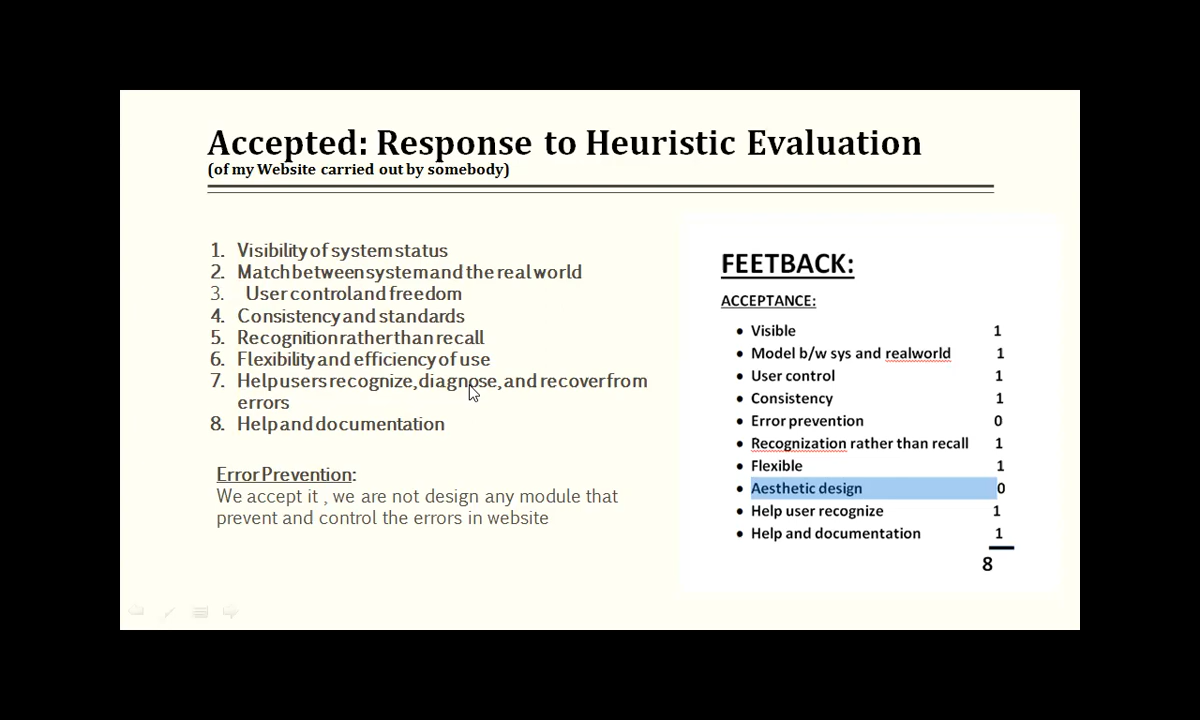 Accepted: Response to Heuristic Evaluation
(of my Website carried out by somebody)
1. Visibility of system status
2. Match between system and the real world
3. User control and freedom
4. Consistency and standards
5. Recognition rather than recall
6. Flexibility and efficiency of use
7. Help users recognize, diagnose, and recover from
errors
8. Help and documentation
Error Prevention:
We accept it , we are not design any module that
prevent and control the errors in website
FEETBACK:
ACCEPTANCE:
• Visible 1
• Model b/w sys and realworld 1
• User control 1
• Consistency 1
• Error prevention 0
• Recognization rather than recall 1
• Flexible 1
• Aesthetic design 0
• Help user recognize 1
• Help and documentation 1
8